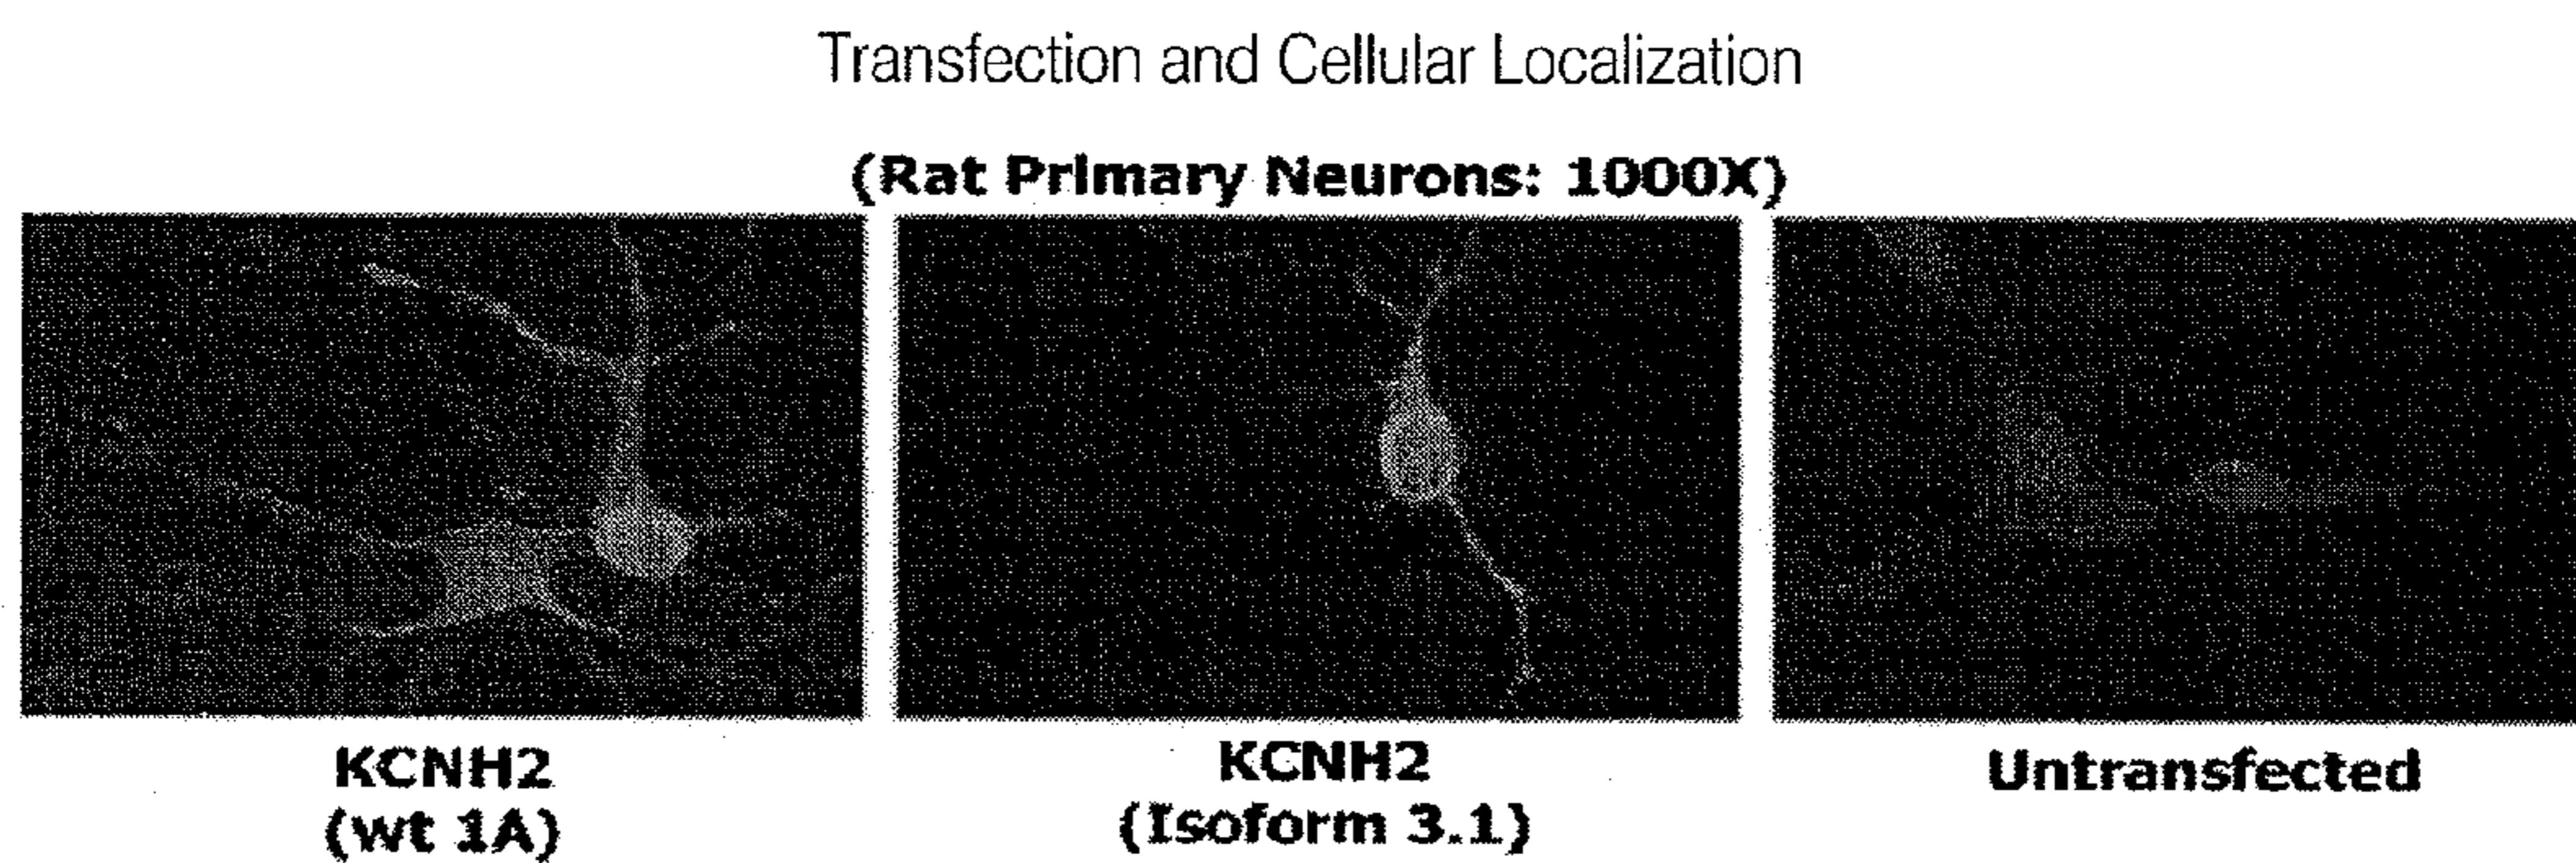 Transfection and Cellular Localization
(Rat Primary Neurons: 1000X)
KCNH2
(wt 1A)
KCNH2
(Isoform 3.1)
Untransfected